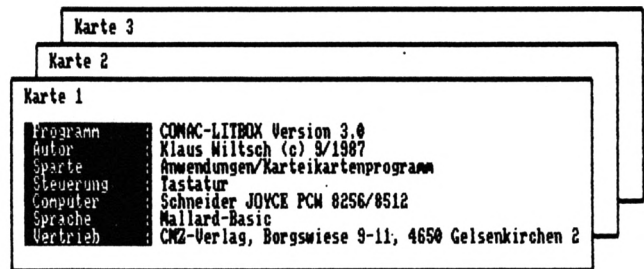 Karte 3
Karte 2
Karte 1
Programm : COMAC-LITBOX Version 3.0
Autor : Klaus Wiltsch (c) 9/1987
Sparte : Anwendungen/Karteikartenprogramm
Steuerung : Tastatur
Computer : Schneider JOYCE PCW 8256/8512
Sprache : Mallard-Basic
Vertrieb : CMZ-Verlag, Borgswiese 9-11, 4650 Gelsenkirchen 2